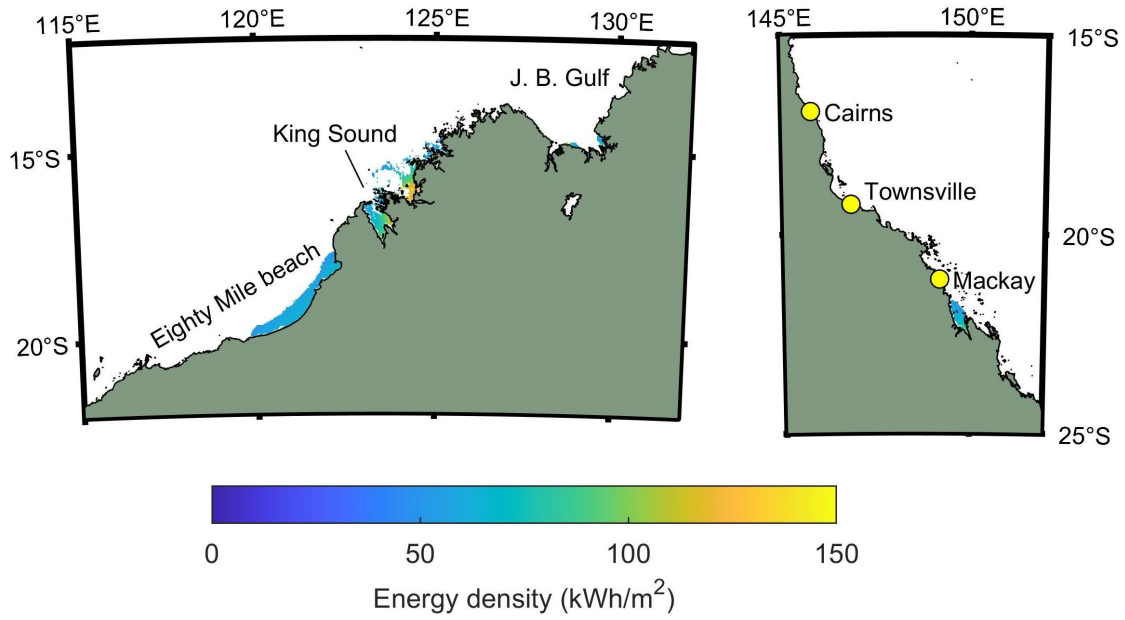 115°E
120°E
125°E
130°E
145°E
150°E
15°S
J. B. Gulf
King Sound
Cairns
15°S
Townsville
20°S
Eighty Mile beach
Mackay
20°S
25°S
0
50
100
150
Energy density (kWh/m²)